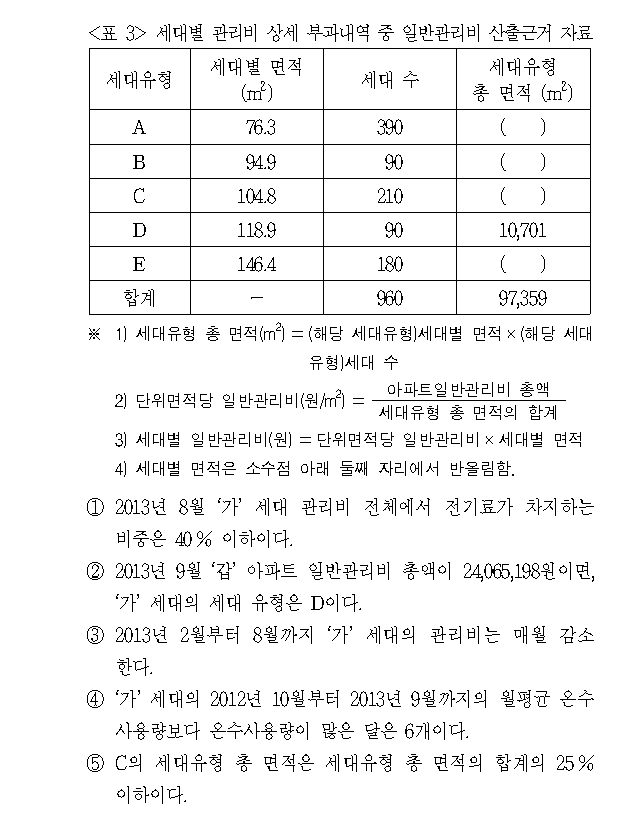 <표 3> 세대별 관리비 상세 부과내역 중 일반관리비 산출근거 자료
세대유형 세대별 면적 (m²) 세대 수 세대유형 총 면적 (m²)
A 76.3 390 (   )
B 94.9 90 (   )
C 104.8 210 (   )
D 118.9 90 10,701
E 146.4 180 (   )
합계 - 960 97,359
※ 1) 세대유형 총 면적(m²) = (해당 세대유형)세대별 면적 × (해당 세대
유형)세대 수
2) 단위면적당 일반관리비(원/m²) = 아파트일반관리비 총액 / 세대유형 총 면적의 합계
3) 세대별 일반관리비(원) = 단위면적당 일반관리비 × 세대별 면적
4) 세대별 면적은 소수점 아래 둘째 자리에서 반올림함.
① 2013년 8월 ‘가’ 세대 관리비 전체에서 전기료가 차지하는
비중은 40% 이하이다.
② 2013년 9월 ‘갑’ 아파트 일반관리비 총액이 24,065,198원이면,
‘가’ 세대의 세대 유형은 D이다.
③ 2013년 2월부터 8월까지 ‘가’ 세대의 관리비는 매월 감소
한다.
④ ‘가’ 세대의 2012년 10월부터 2013년 9월까지의 월평균 온수
사용량보다 온수사용량이 많은 달은 6개이다.
⑤ C의 세대유형 총 면적은 세대유형 총 면적의 합계의 25%
이하이다.